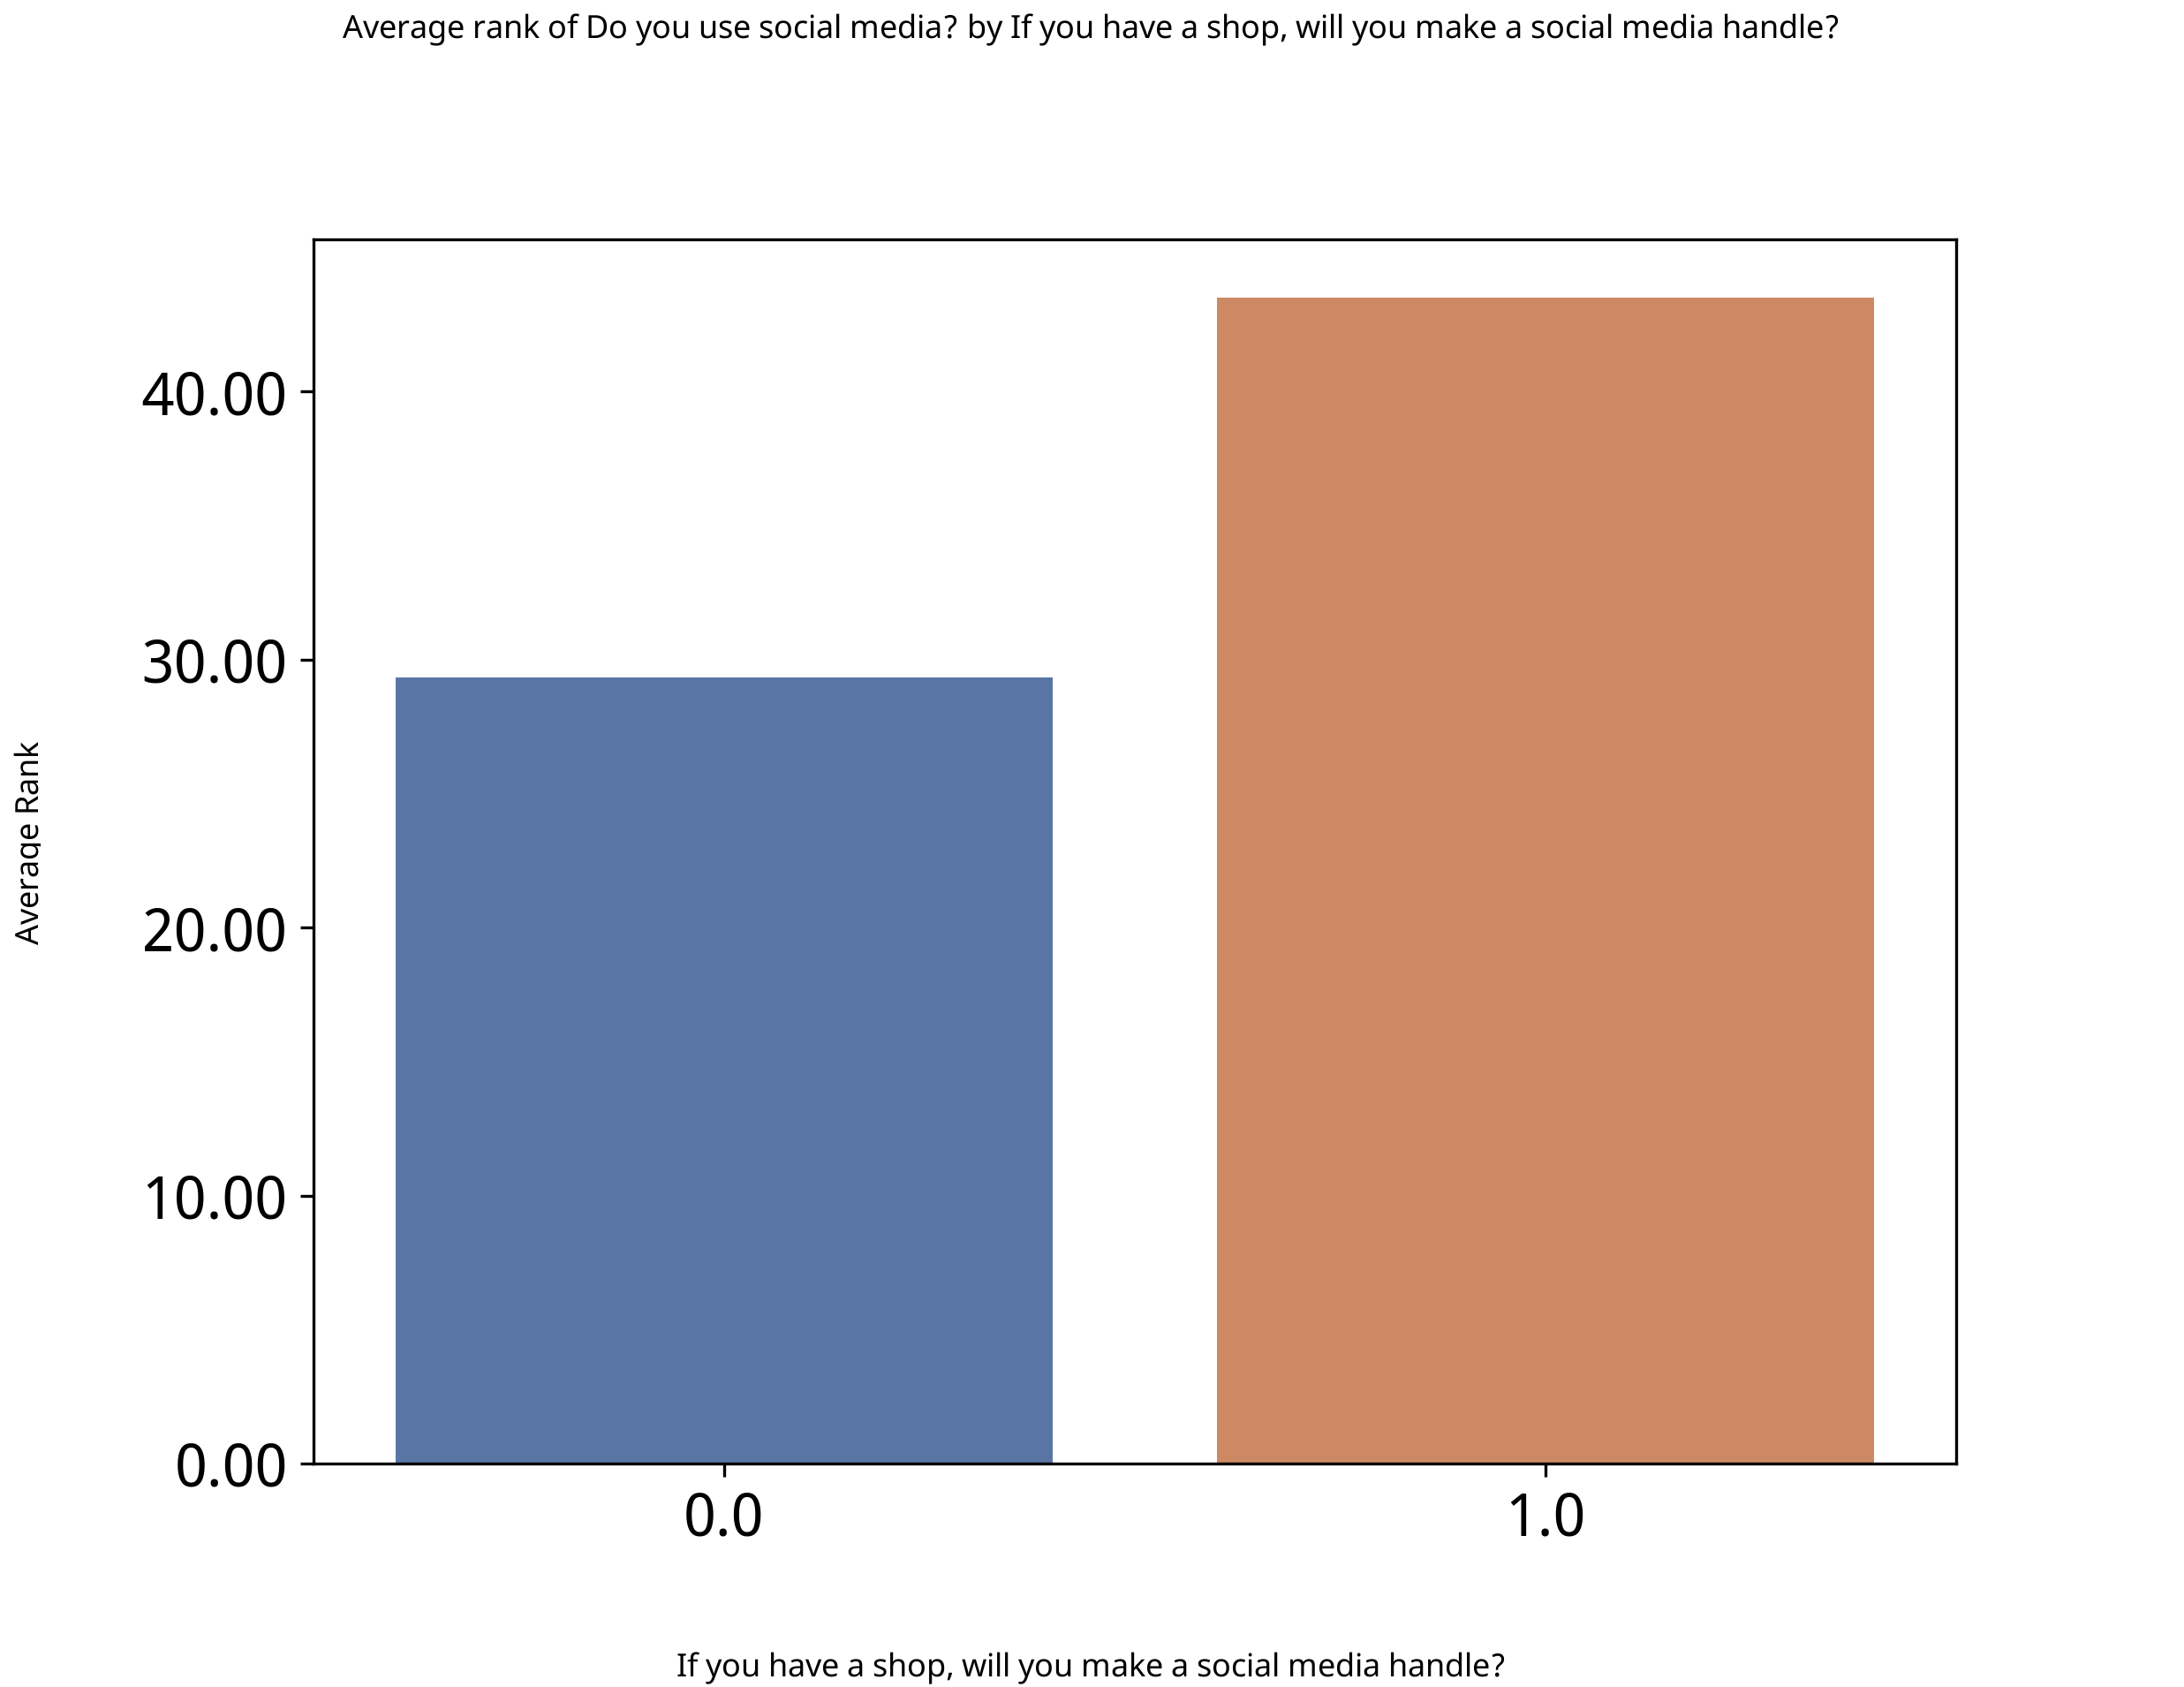 Average rank of Do you use social media? by If you have a shop, will you make a social media handle?
40.00
30.00
20.00
10.00
0.00
Average Rank
0.0 1.0
If you have a shop, will you make a social media handle?